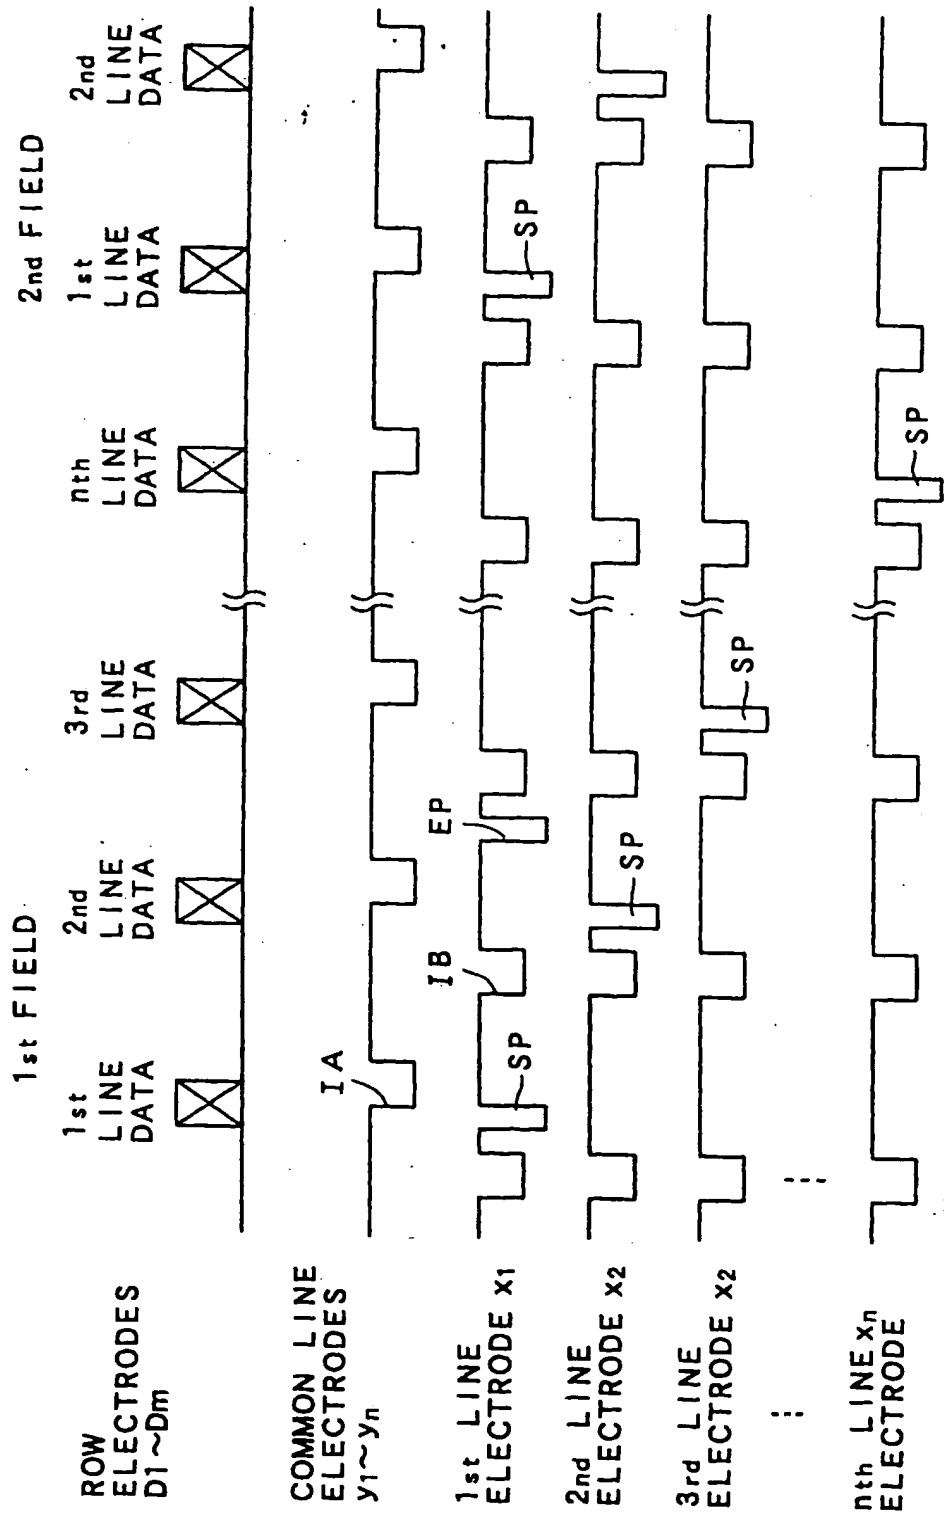 1st FIELD
2nd FIELD
1st
LINE
DATA
2nd
LINE
DATA
3rd
LINE
DATA
nth
LINE
DATA
1st
LINE
DATA
2nd
LINE
DATA
ROW
ELECTRODES
D1~Dm
COMMON LINE
ELECTRODES
y1~yn
IA
1st LINE
ELECTRODE x1
SP
IB
EP
SP
2nd LINE
ELECTRODE x2
SP
3rd LINE
ELECTRODE x2
SP
nth LINE xn
ELECTRODE
SP